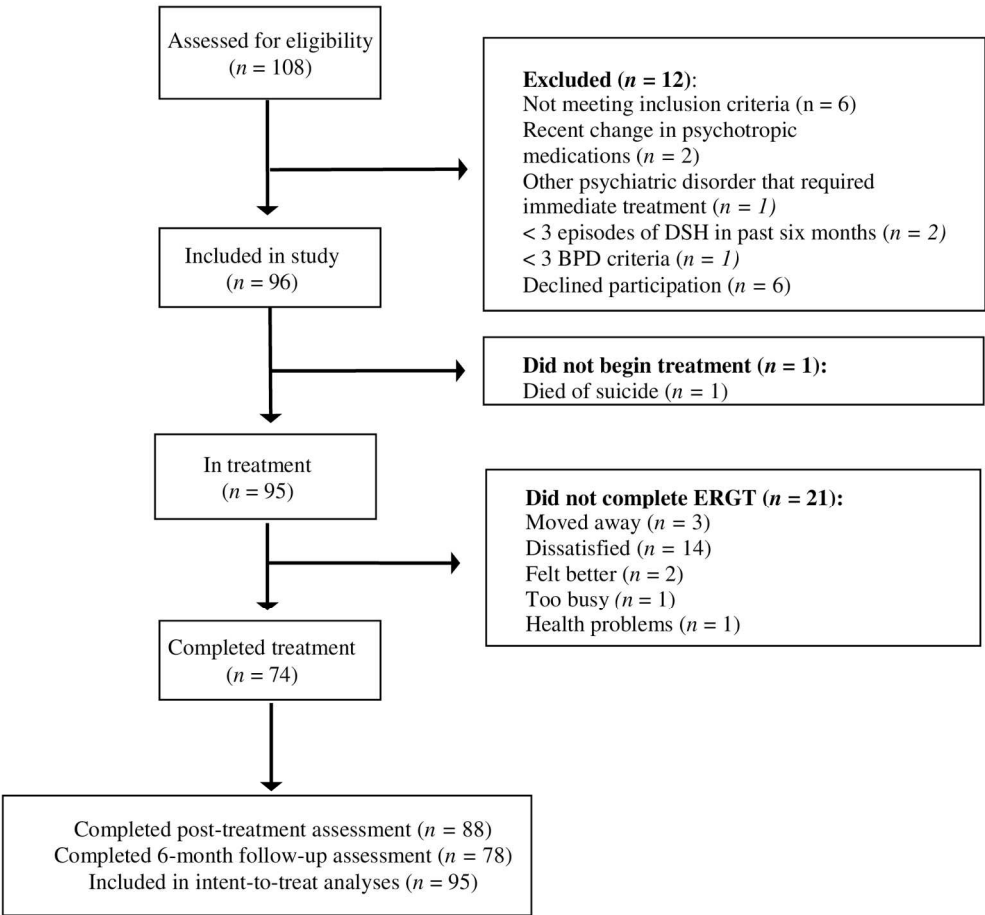 Assessed for eligibility
(n = 108)
Excluded (n = 12):
Not meeting inclusion criteria (n = 6)
Recent change in psychotropic
medications (n = 2)
Other psychiatric disorder that required
immediate treatment (n = 1)
< 3 episodes of DSH in past six months (n = 2)
< 3 BPD criteria (n = 1)
Declined participation (n = 6)
Included in study
(n = 96)
Did not begin treatment (n = 1):
Died of suicide (n = 1)
In treatment
(n = 95)
Did not complete ERGT (n = 21):
Moved away (n = 3)
Dissatisfied (n = 14)
Felt better (n = 2)
Too busy (n = 1)
Health problems (n = 1)
Completed treatment
(n = 74)
Completed post-treatment assessment (n = 88)
Completed 6-month follow-up assessment (n = 78)
Included in intent-to-treat analyses (n = 95)